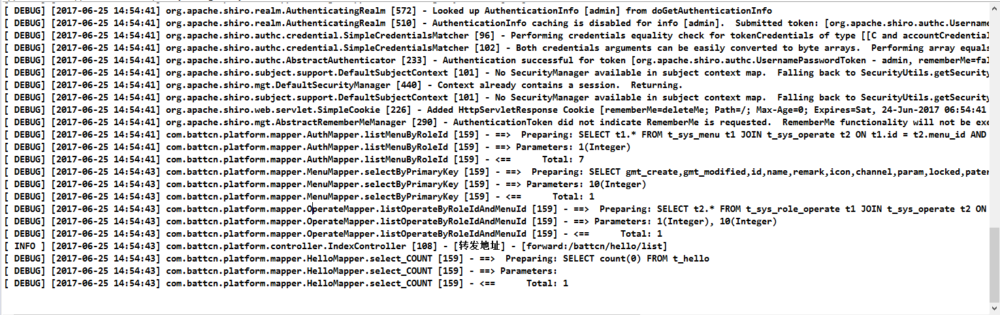 [ DEBUG] [2017-06-25 14:54:41] org.apache.shiro.realm.AuthenticatingRealm [572] - Looked up AuthenticationInfo [admin] from doGetAuthenticationInfo
[ DEBUG] [2017-06-25 14:54:41] org.apache.shiro.realm.AuthenticatingRealm [510] - AuthenticationInfo caching is disabled for info [admin].  Submitted token: [org.apache.shiro.authc.Username
[ DEBUG] [2017-06-25 14:54:41] org.apache.shiro.authc.credential.SimpleCredentialsMatcher [96] - Performing credentials equality check for tokenCredentials of type [[C and accountCredential
[ DEBUG] [2017-06-25 14:54:41] org.apache.shiro.authc.credential.SimpleCredentialsMatcher [102] - Both credentials arguments can be easily converted to byte arrays.  Performing array equals
[ DEBUG] [2017-06-25 14:54:41] org.apache.shiro.authc.AbstractAuthenticator [233] - Authentication successful for token [org.apache.shiro.authc.UsernamePasswordToken - admin, rememberMe=fal
[ DEBUG] [2017-06-25 14:54:41] org.apache.shiro.subject.support.DefaultSubjectContext [101] - No SecurityManager available in subject context map.  Falling back to SecurityUtils.getSecurity
[ DEBUG] [2017-06-25 14:54:41] org.apache.shiro.mgt.DefaultSecurityManager [440] - Context already contains a session.  Returning.
[ DEBUG] [2017-06-25 14:54:41] org.apache.shiro.subject.support.DefaultSubjectContext [101] - No SecurityManager available in subject context map.  Falling back to SecurityUtils.getSecurity
[ DEBUG] [2017-06-25 14:54:41] org.apache.shiro.web.servlet.SimpleCookie [226] - Added HttpServletResponse Cookie [rememberMe=deleteMe; Path=/; Max-Age=0; Expires=Sat, 24-Jun-2017 06:54:41
[ DEBUG] [2017-06-25 14:54:41] org.apache.shiro.mgt.AbstractRememberMeManager [290] - AuthenticationToken did not indicate RememberMe is requested.  RememberMe functionality will not be exe
[ DEBUG] [2017-06-25 14:54:41] com.battcn.platform.mapper.AuthMapper.listMenuByRoleId [159] - ==>  Preparing: SELECT t1.* FROM t_sys_menu t1 JOIN t_sys_operate t2 ON t1.id = t2.menu_id AND
[ DEBUG] [2017-06-25 14:54:41] com.battcn.platform.mapper.AuthMapper.listMenuByRoleId [159] - ==> Parameters: 1(Integer)
[ DEBUG] [2017-06-25 14:54:41] com.battcn.platform.mapper.AuthMapper.listMenuByRoleId [159] - <==      Total: 7
[ DEBUG] [2017-06-25 14:54:43] com.battcn.platform.mapper.MenuMapper.selectByPrimaryKey [159] - ==>  Preparing: SELECT gmt_create,gmt_modified,id,name,remark,icon,channel,param,locked,pater
[ DEBUG] [2017-06-25 14:54:43] com.battcn.platform.mapper.MenuMapper.selectByPrimaryKey [159] - ==> Parameters: 10(Integer)
[ DEBUG] [2017-06-25 14:54:43] com.battcn.platform.mapper.MenuMapper.selectByPrimaryKey [159] - <==      Total: 1
[ DEBUG] [2017-06-25 14:54:43] com.battcn.platform.mapper.OperateMapper.listOperateByRoleIdAndMenuId [159] - ==>  Preparing: SELECT t2.* FROM t_sys_role_operate t1 JOIN t_sys_operate t2 ON
[ DEBUG] [2017-06-25 14:54:43] com.battcn.platform.mapper.OperateMapper.listOperateByRoleIdAndMenuId [159] - ==> Parameters: 1(Integer), 10(Integer)
[ DEBUG] [2017-06-25 14:54:43] com.battcn.platform.mapper.OperateMapper.listOperateByRoleIdAndMenuId [159] - <==      Total: 1
[ INFO ] [2017-06-25 14:54:43] com.battcn.platform.controller.IndexController [108] - [转发地址] - [forward:/battcn/hello/list]
[ DEBUG] [2017-06-25 14:54:43] com.battcn.platform.mapper.HelloMapper.select_COUNT [159] - ==>  Preparing: SELECT count(0) FROM t_hello
[ DEBUG] [2017-06-25 14:54:43] com.battcn.platform.mapper.HelloMapper.select_COUNT [159] - ==> Parameters:
[ DEBUG] [2017-06-25 14:54:43] com.battcn.platform.mapper.HelloMapper.select_COUNT [159] - <==      Total: 1